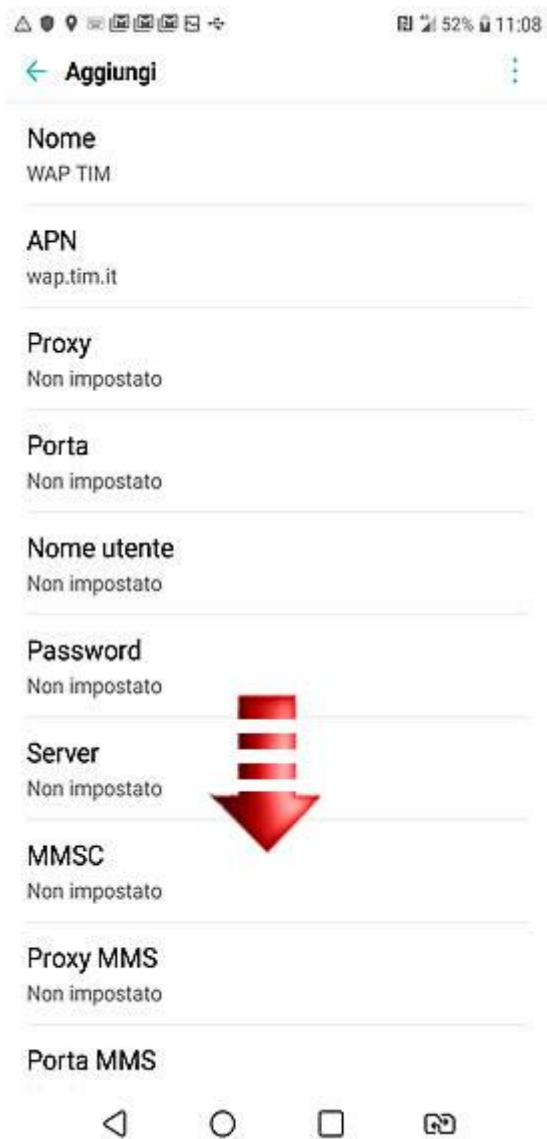 52% 11:08
Aggiungi
Nome
WAP TIM
APN
wap.tim.it
Proxy
Non impostato
Porta
Non impostato
Nome utente
Non impostato
Password
Non impostato
Server
Non impostato
MMSC
Non impostato
Proxy MMS
Non impostato
Porta MMS